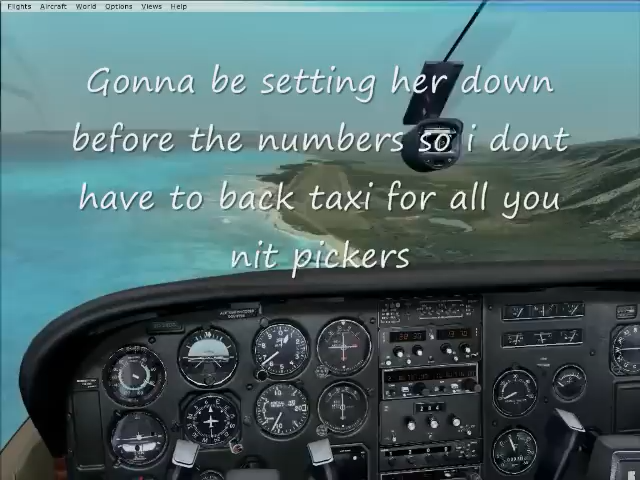 Flights Aircraft World Options Views Help
Gonna be setting her down
before the numbers so i dont
have to back taxi for all you
nit pickers